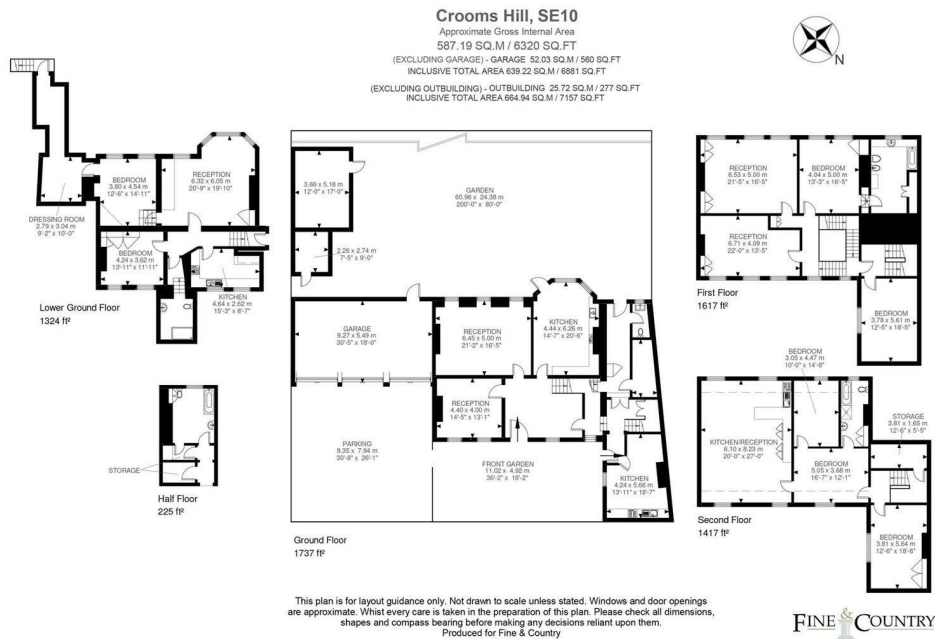 Crooms Hill, SE10
Approximate Gross Internal Area
587.19 SQ.M / 6320 SQ.FT
(EXCLUDING GARAGE) - GARAGE 52.03 SQ.M / 560 SQ.FT
INCLUSIVE TOTAL AREA 639.22 SQ.M / 6881 SQ.FT
(EXCLUDING OUTBUILDING) - OUTBUILDING 25.72 SQ.M / 277 SQ.FT
INCLUSIVE TOTAL AREA 664.94 SQ.M / 7157 SQ.FT
N
BEDROOM
3.80 x 4.54 m
12'-6" x 14'-11"
RECEPTION
6.32 x 6.05 m
20'-9" x 19'-10"
DRESSING ROOM
2.79 x 3.04 m
9'-2" x 10'-0"
BEDROOM
4.24 x 3.62 m
13'-11" x 11'-11"
KITCHEN
4.64 x 2.62 m
15'-3" x 8'-7"
Lower Ground Floor
1324 ft²
STORAGE
Half Floor
225 ft²
3.66 x 5.18 m
12'-0" x 17'-0"
GARDEN
60.96 x 24.38 m
200'-0" x 80'-0"
2.26 x 2.74 m
7'-5" x 9'-0"
GARAGE
9.27 x 5.49 m
30'-5" x 18'-0"
RECEPTION
6.45 x 5.00 m
21'-2" x 16'-5"
KITCHEN
4.44 x 6.26 m
14'-7" x 20'-6"
RECEPTION
4.40 x 4.00 m
14'-5" x 13'-1"
PARKING
9.35 x 7.94 m
30'-8" x 26'-1"
FRONT GARDEN
11.02 x 4.92 m
36'-2" x 16'-2"
KITCHEN
4.24 x 5.66 m
13'-11" x 18'-7"
Ground Floor
1737 ft²
RECEPTION
6.53 x 5.00 m
21'-5" x 16'-5"
BEDROOM
4.04 x 5.00 m
13'-3" x 16'-5"
RECEPTION
6.71 x 4.09 m
22'-0" x 13'-5"
BEDROOM
3.78 x 5.61 m
12'-5" x 18'-5"
First Floor
1617 ft²
BEDROOM
3.05 x 4.47 m
10'-0" x 14'-8"
STORAGE
3.81 x 1.65 m
12'-6" x 5'-5"
KITCHEN/RECEPTION
6.10 x 8.23 m
20'-0" x 27'-0"
BEDROOM
5.05 x 3.68 m
16'-7" x 12'-1"
BEDROOM
3.81 x 5.64 m
12'-6" x 18'-6"
Second Floor
1417 ft²
This plan is for layout guidance only. Not drawn to scale unless stated. Windows and door openings
are approximate. Whist every care is taken in the preparation of this plan. Please check all dimensions,
shapes and compass bearing before making any decisions reliant upon them.
Produced for Fine & Country
FINE & COUNTRY